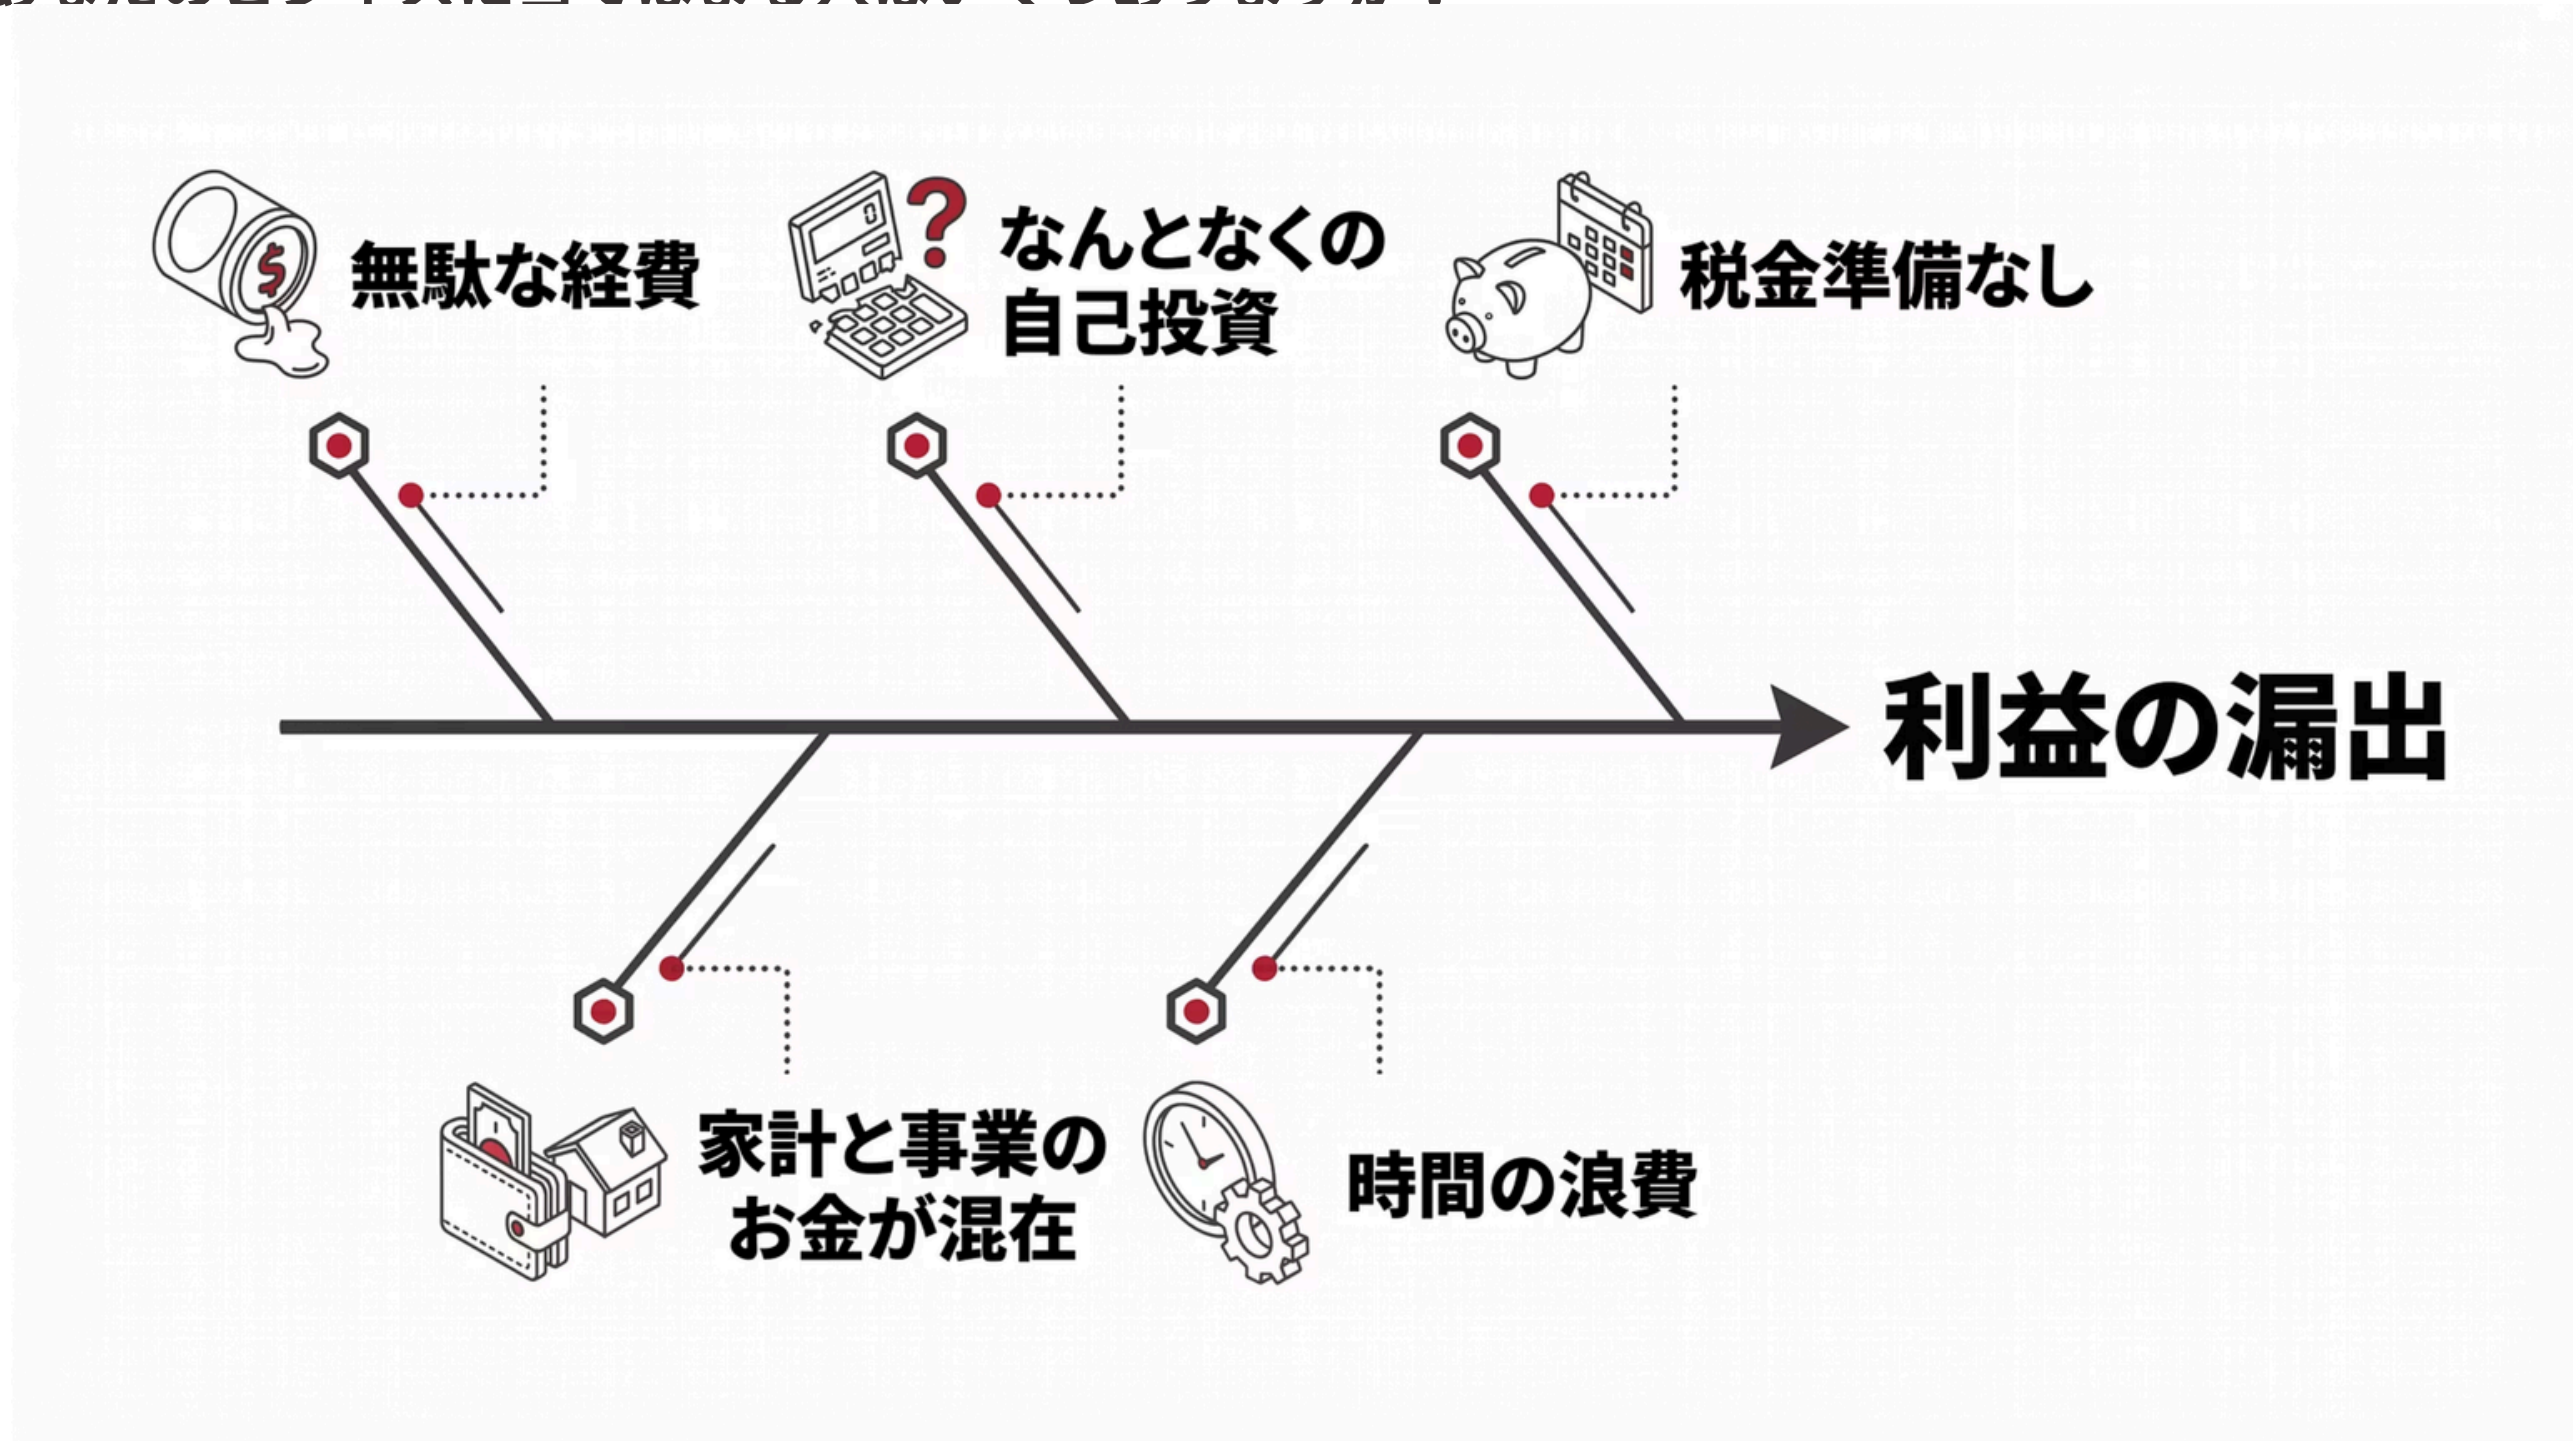 無駄な経費
なんとなくの
自己投資
税金準備なし
利益の漏出
家計と事業の
お金が混在
時間の浪費